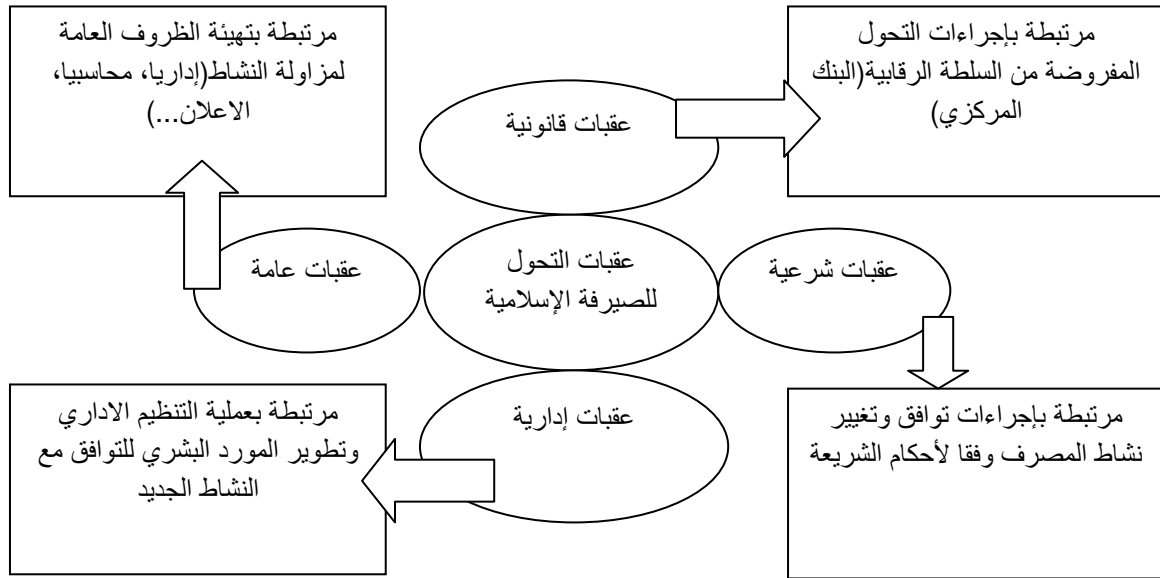 مرتبطة بإجراءات التحول
المفروضة من السلطة الرقابية(البنك
المركزي)
مرتبطة بتهيئة الظروف العامة
لمزاولة النشاط(إداريا، محاسبيا،
الاعلان...)
عقبات قانونية
عقبات شرعية
عقبات التحول
للصيرفة الإسلامية
عقبات عامة
عقبات إدارية
مرتبطة بإجراءات توافق وتغيير
نشاط المصرف وفقا لأحكام الشريعة
مرتبطة بعملية التنظيم الاداري
وتطوير المورد البشري للتوافق مع
النشاط الجديد